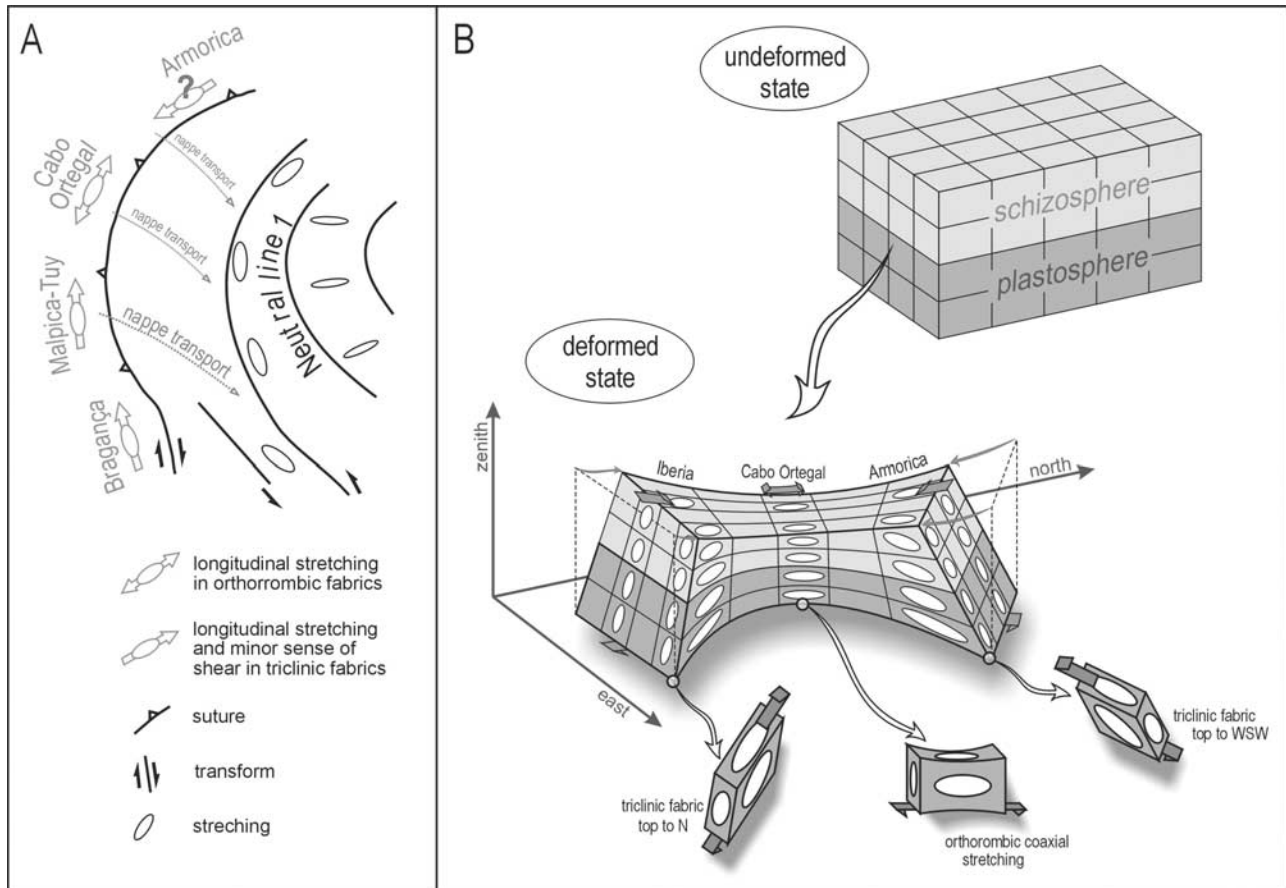 A
Armorica
?
Cabo
Ortegal
Malpica-Tuy
Bragança
nappe transport
nappe transport
nappe transport
Neutral line 1
longitudinal stretching
in orthorrombic fabrics
longitudinal stretching
and minor sense of
shear in triclinic fabrics
suture
transform
streching
B
undeformed
state
schizosphere
plastosphere
deformed
state
zenith
Iberia
Cabo Ortegal
Armorica
north
east
triclinic fabric
top to WSW
triclinic fabric
top to N
orthorombic coaxial
stretching